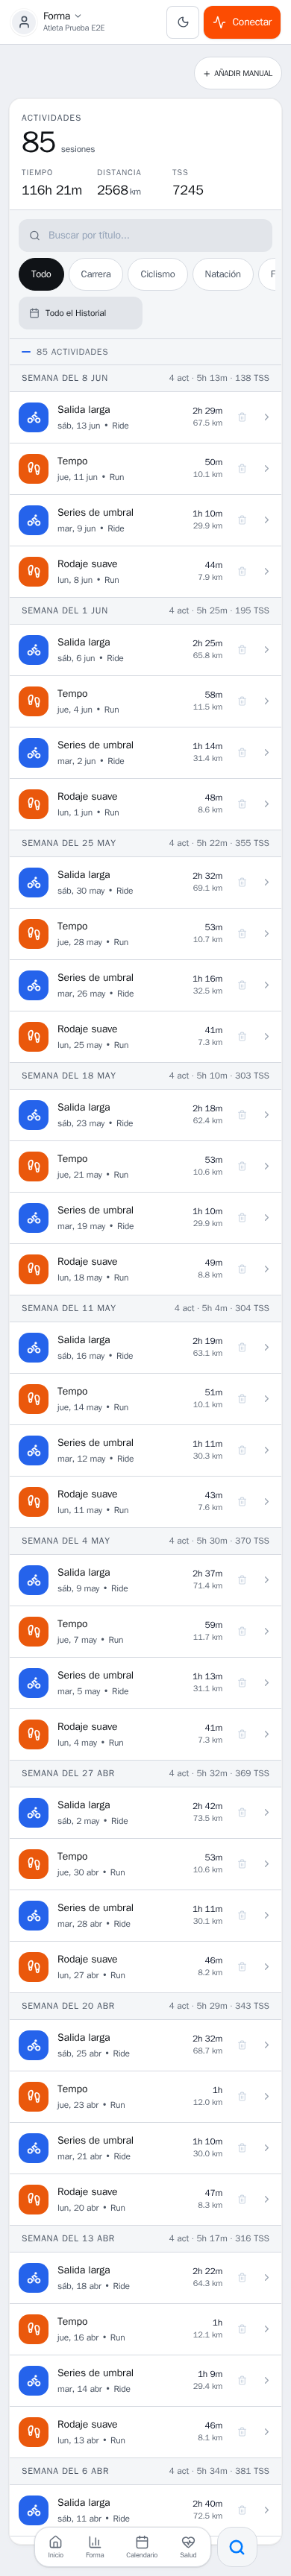 Forma
Atleta Prueba E2E
Conectar
+ AÑADIR MANUAL
ACTIVIDADES
85 sesiones
TIEMPO DISTANCIA TSS
116h 21m 2568 km 7245
Buscar por título...
Todo Carrera Ciclismo Natación F
Todo el Historial
85 ACTIVIDADES
SEMANA DEL 8 JUN 4 act · 5h 13m · 138 TSS
Salida larga 2h 29m
sáb, 13 jun • Ride 67.5 km
Tempo 50m
jue, 11 jun • Run 10.1 km
Series de umbral 1h 10m
mar, 9 jun • Ride 29.9 km
Rodaje suave 44m
lun, 8 jun • Run 7.9 km
SEMANA DEL 1 JUN 4 act · 5h 25m · 195 TSS
Salida larga 2h 25m
sáb, 6 jun • Ride 65.8 km
Tempo 58m
jue, 4 jun • Run 11.5 km
Series de umbral 1h 14m
mar, 2 jun • Ride 31.4 km
Rodaje suave 48m
lun, 1 jun • Run 8.6 km
SEMANA DEL 25 MAY 4 act · 5h 22m · 355 TSS
Salida larga 2h 32m
sáb, 30 may • Ride 69.1 km
Tempo 53m
jue, 28 may • Run 10.7 km
Series de umbral 1h 16m
mar, 26 may • Ride 32.5 km
Rodaje suave 41m
lun, 25 may • Run 7.3 km
SEMANA DEL 18 MAY 4 act · 5h 10m · 303 TSS
Salida larga 2h 18m
sáb, 23 may • Ride 62.4 km
Tempo 53m
jue, 21 may • Run 10.6 km
Series de umbral 1h 10m
mar, 19 may • Ride 29.9 km
Rodaje suave 49m
lun, 18 may • Run 8.8 km
SEMANA DEL 11 MAY 4 act · 5h 4m · 304 TSS
Salida larga 2h 19m
sáb, 16 may • Ride 63.1 km
Tempo 51m
jue, 14 may • Run 10.1 km
Series de umbral 1h 11m
mar, 12 may • Ride 30.3 km
Rodaje suave 43m
lun, 11 may • Run 7.6 km
SEMANA DEL 4 MAY 4 act · 5h 30m · 370 TSS
Salida larga 2h 37m
sáb, 9 may • Ride 71.4 km
Tempo 59m
jue, 7 may • Run 11.7 km
Series de umbral 1h 13m
mar, 5 may • Ride 31.1 km
Rodaje suave 41m
lun, 4 may • Run 7.3 km
SEMANA DEL 27 ABR 4 act · 5h 32m · 369 TSS
Salida larga 2h 42m
sáb, 2 may • Ride 73.5 km
Tempo 53m
jue, 30 abr • Run 10.6 km
Series de umbral 1h 11m
mar, 28 abr • Ride 30.1 km
Rodaje suave 46m
lun, 27 abr • Run 8.2 km
SEMANA DEL 20 ABR 4 act · 5h 29m · 343 TSS
Salida larga 2h 32m
sáb, 25 abr • Ride 68.7 km
Tempo 1h
jue, 23 abr • Run 12.0 km
Series de umbral 1h 10m
mar, 21 abr • Ride 30.0 km
Rodaje suave 47m
lun, 20 abr • Run 8.3 km
SEMANA DEL 13 ABR 4 act · 5h 17m · 316 TSS
Salida larga 2h 22m
sáb, 18 abr • Ride 64.3 km
Tempo 1h
jue, 16 abr • Run 12.1 km
Series de umbral 1h 9m
mar, 14 abr • Ride 29.4 km
Rodaje suave 46m
lun, 13 abr • Run 8.1 km
SEMANA DEL 6 ABR 4 act · 5h 34m · 381 TSS
Salida larga 2h 40m
sáb, 11 abr • Ride 72.5 km
Inicio Forma Calendario Salud